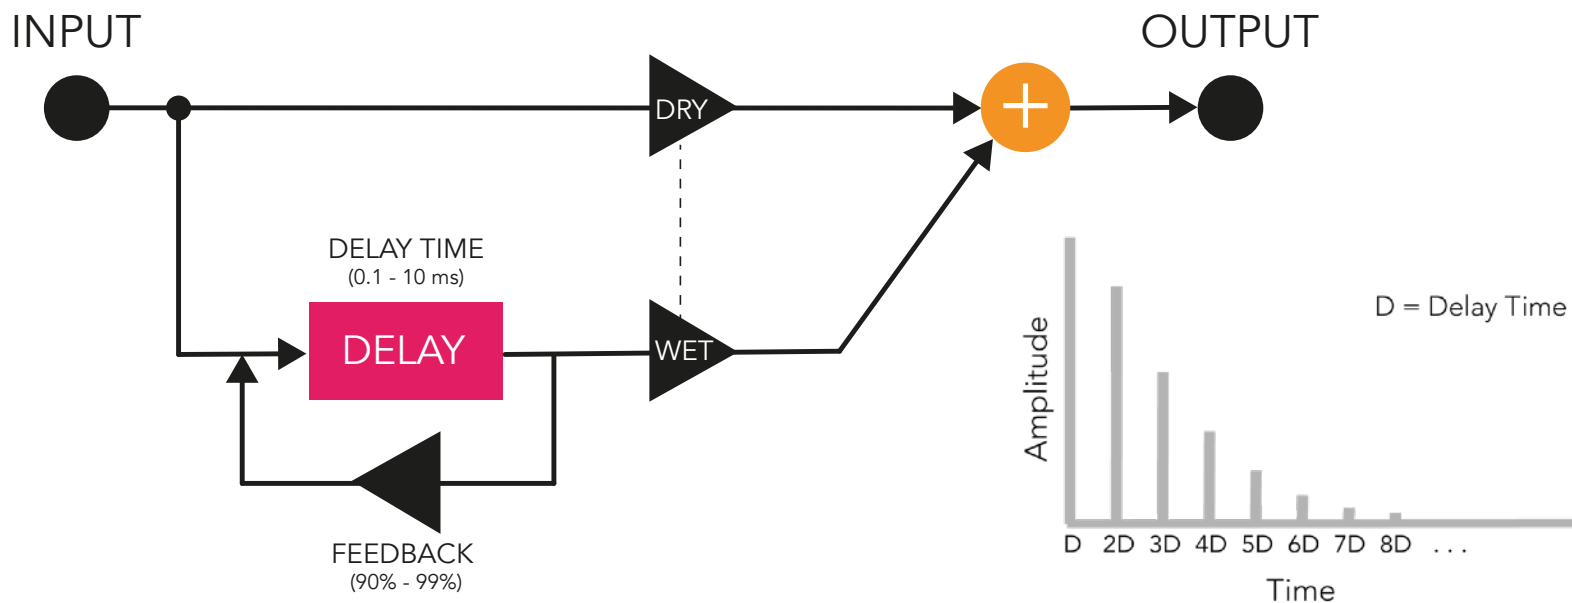 INPUT
OUTPUT
DRY
+
DELAY TIME
(0.1 - 10 ms)
DELAY
WET
FEEDBACK
(90% - 99%)
D = Delay Time
Amplitude
D 2D 3D 4D 5D 6D 7D 8D ...
Time